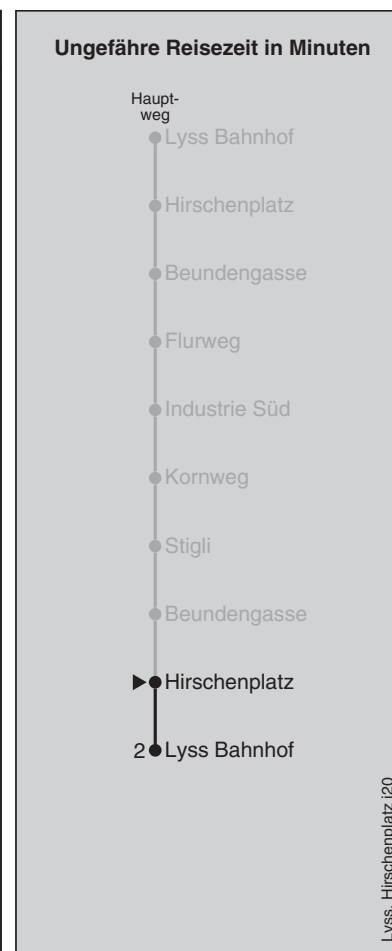 Ungefähre Reisezeit in Minuten
Haupt-
weg
Lyss Bahnhof
Hirschenplatz
Beundengasse
Flurweg
Industrie Süd
Kornweg
Stigli
Beundengasse
Hirschenplatz
2 Lyss Bahnhof
Lyss, Hirschenplatz j20